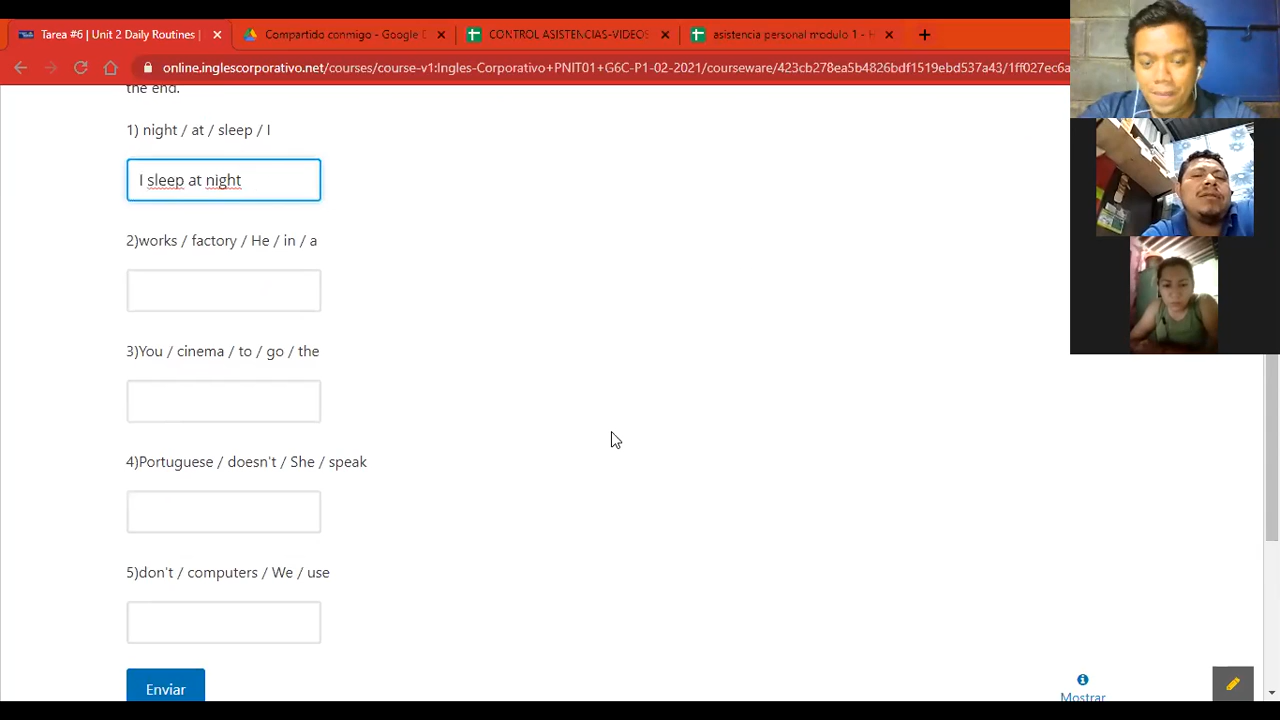 Tarea #6 | Unit 2 Daily Routines |
Compartido conmigo - Google D
CONTROL ASISTENCIAS-VIDEOS
asistencia personal modulo 1 - H
online.inglescorporativo.net/courses/course-v1:Ingles-Corporativo+PNIT01+G6C-P1-02-2021/courseware/423cb278ea5b4826bdf1519ebd537a43/1ff027ec6a
the end.
1) night / at / sleep / I
I sleep at night
2)works / factory / He / in / a
3)You / cinema / to / go / the
4)Portuguese / doesn't / She / speak
5)don't / computers / We / use
Enviar
Mostrar